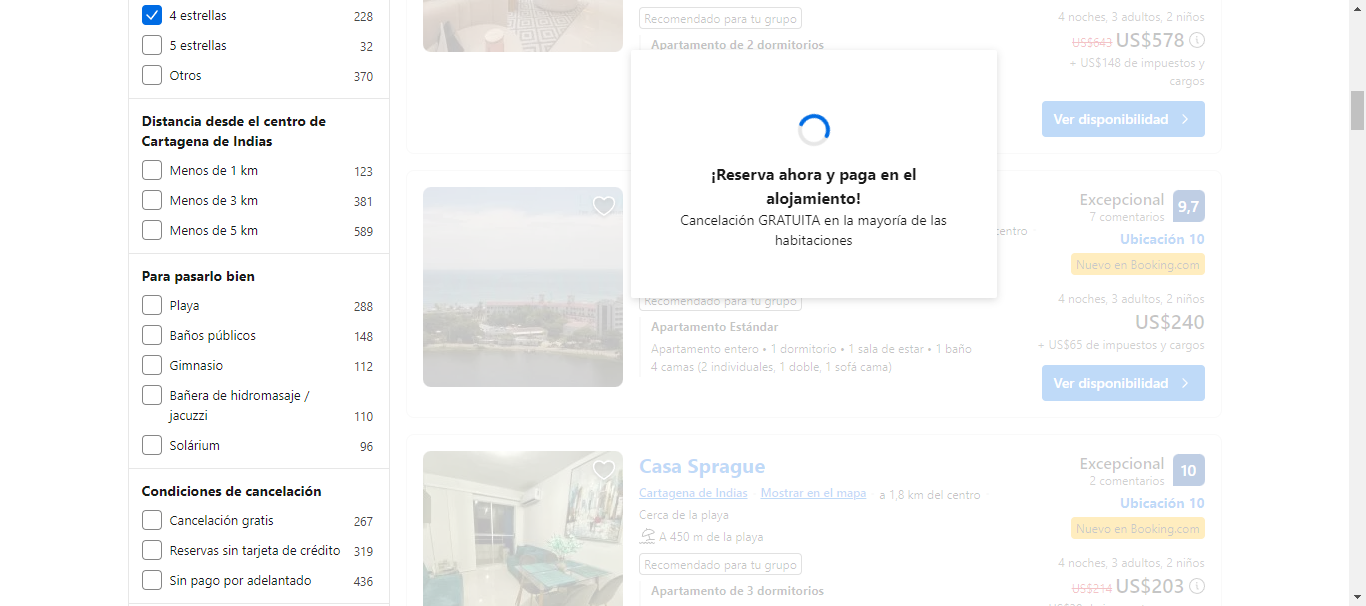 4 estrellas 228
5 estrellas 32
Otros 370
Distancia desde el centro de
Cartagena de Indias
Menos de 1 km 123
Menos de 3 km 381
Menos de 5 km 589
Para pasarlo bien
Playa 288
Baños públicos 148
Gimnasio 112
Bañera de hidromasaje /
jacuzzi 110
Solárium 96
Condiciones de cancelación
Cancelación gratis 267
Reservas sin tarjeta de crédito 319
Sin pago por adelantado 436
Recomendado para tu grupo
Apartamento de 2 dormitorios
4 noches, 3 adultos, 2 niños
US$643 US$578
+ US$148 de impuestos y
cargos
Ver disponibilidad
¡Reserva ahora y paga en el
alojamiento!
Cancelación GRATUITA en la mayoría de las
habitaciones
centro
Excepcional 9,7
7 comentarios
Ubicación 10
Nuevo en Booking.com
Recomendado para tu grupo
Apartamento Estándar
Apartamento entero • 1 dormitorio • 1 sala de estar • 1 baño
4 camas (2 individuales, 1 doble, 1 sofá cama)
4 noches, 3 adultos, 2 niños
US$240
+ US$65 de impuestos y cargos
Ver disponibilidad
Casa Sprague
Cartagena de Indias Mostrar en el mapa a 1,8 km del centro
Cerca de la playa
A 450 m de la playa
Recomendado para tu grupo
Apartamento de 3 dormitorios
Excepcional 10
2 comentarios
Ubicación 10
Nuevo en Booking.com
4 noches, 3 adultos, 2 niños
US$214 US$203